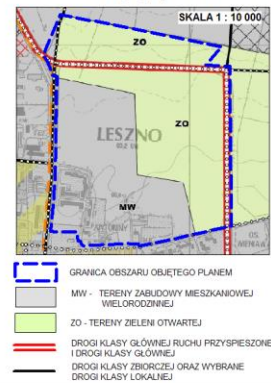 SKALA 1 : 10 000
ZO
ZO
LESZNO
MW
GRANICA OBSZARU OBJĘTEGO PLANEM
MW - TERENY ZABUDOWY MIESZKANIOWEJ
WIELORODZINNEJ
ZO - TERENY ZIELENI OTWARTEJ
DROGI KLASY GŁÓWNEJ RUCHU PRZYSPIESZONE
I DROGI KLASY GŁÓWNEJ
DROGI KLASY ZBIORCZEJ ORAZ WYBRANE
DROGI KLASY LOKALNEJ